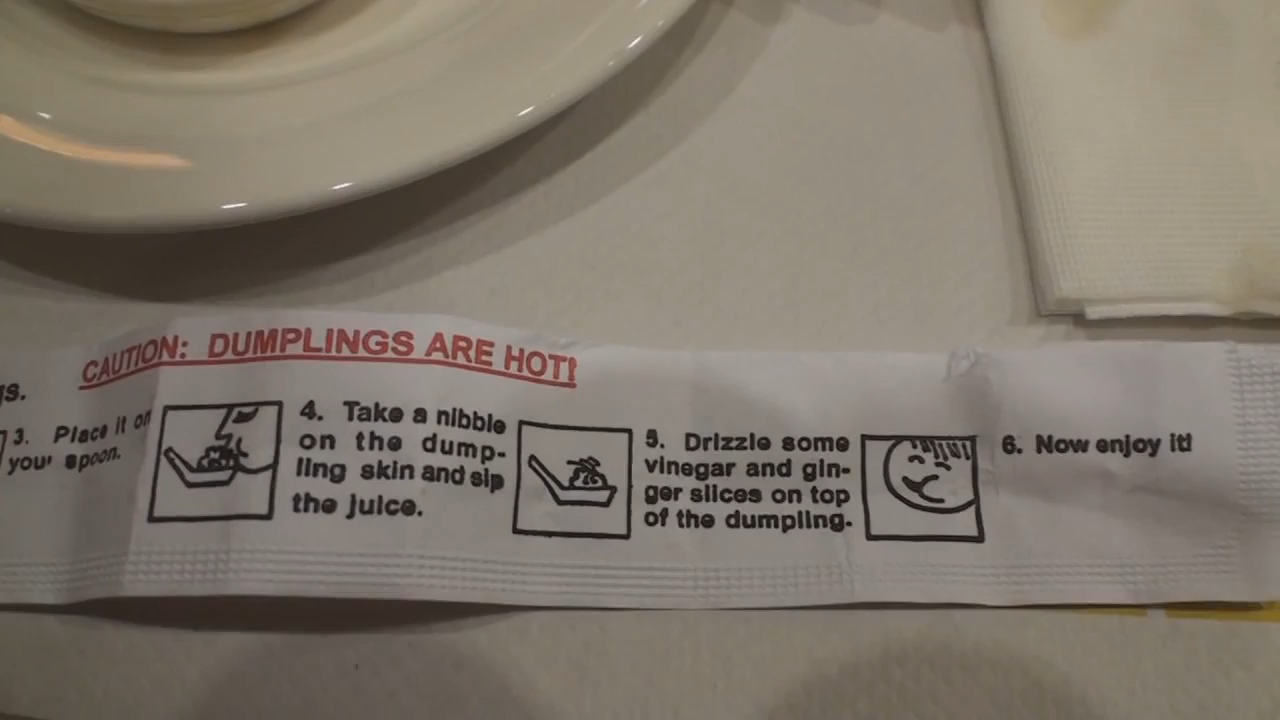 CAUTION: DUMPLINGS ARE HOT!
gs.
3. Place it on
your spoon.
4. Take a nibble
on the dump-
ling skin and sip
the juice.
5. Drizzle some
vinegar and gin-
ger slices on top
of the dumpling.
6. Now enjoy it!